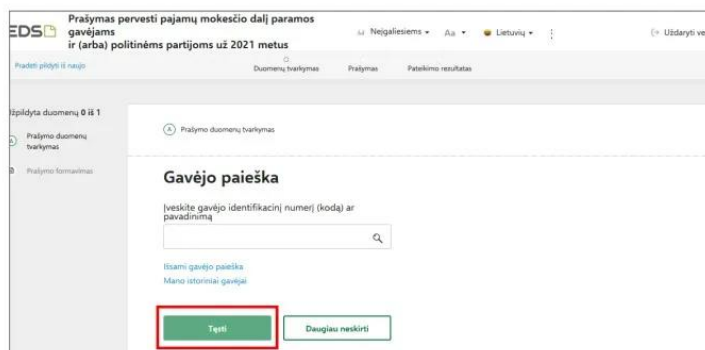 EDS
Prašymas pervesti pajamų mokesčio dalį paramos
gavėjams
ir (arba) politinėms partijoms už 2021 metus
Neįgaliesiems
Aa
Lietuvių
Uždaryti ve
Pradėti pildyti iš naujo
Duomenų tvarkymas
Prašymas
Pateikimo rezultatas
žpildyta duomenų 0 iš 1
A
Prašymo duomenų
tvarkymas
Prašymo formavimas
A
Prašymo duomenų tvarkymas
Gavėjo paieška
Įveskite gavėjo identifikacinį numerį (kodą) ar
pavadinimą
Išsami gavėjo paieška
Mano istoriniai gavėjai
Tęsti
Daugiau neskirti